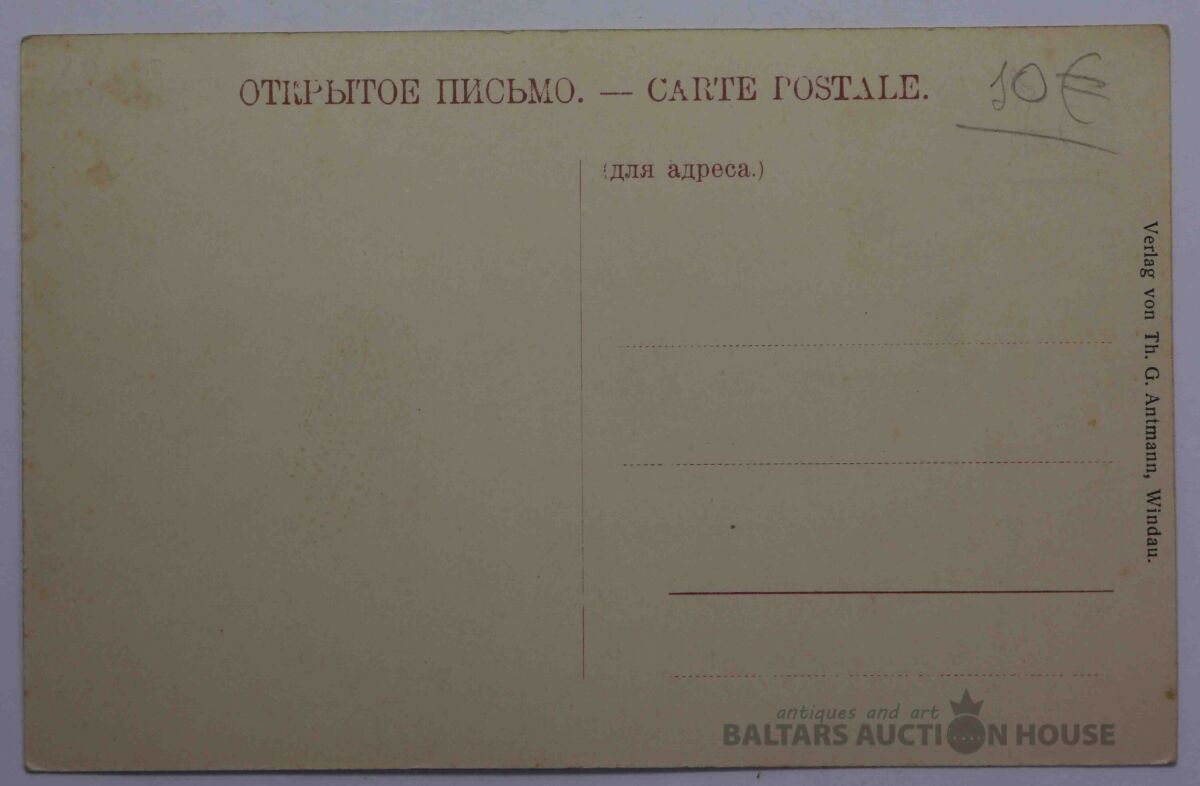 ОТКРЫТОЕ ПИСЬМО. — CARTE POSTALE.
10 €
(для адреса.)
Verlag von Th. G. Antmann, Windau.
antiques and art
BALTARS AUCTION HOUSE